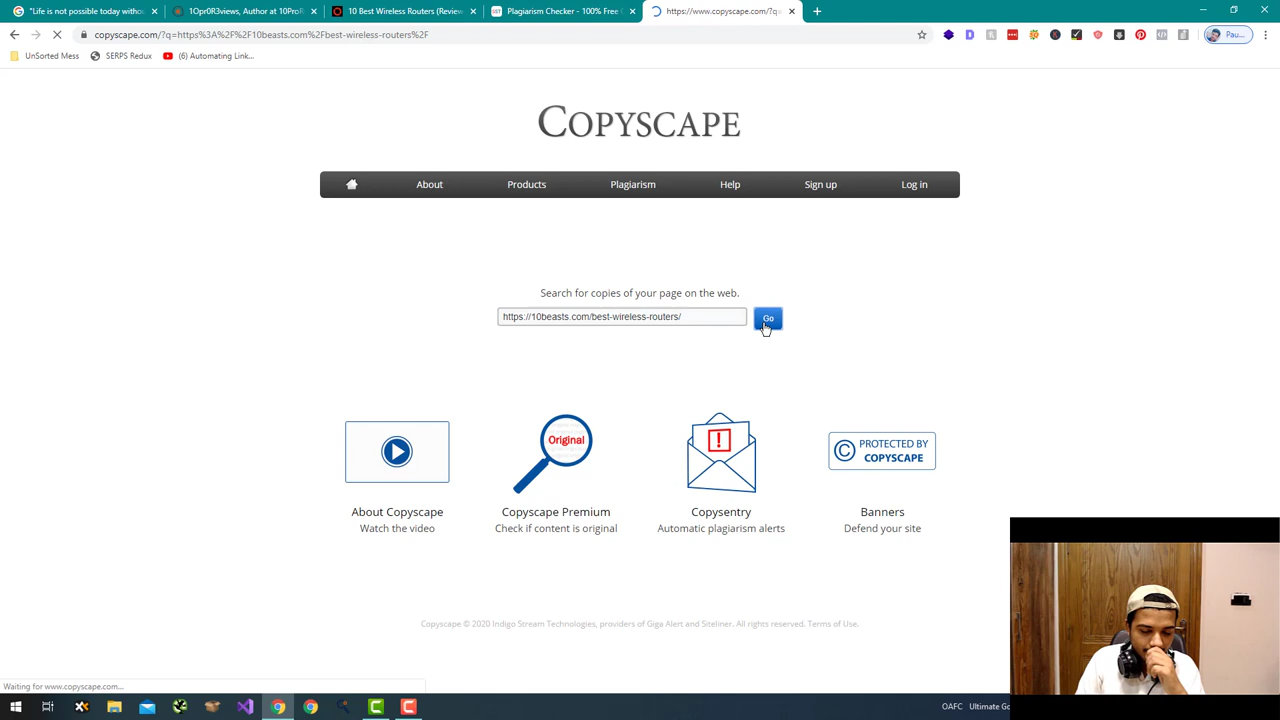 "Life is not possible today witho
1Opr0R3views, Author at 10ProR
10 Best Wireless Routers (Review
Plagiarism Checker - 100% Free
https://www.copyscape.com/?q=
copyscape.com/?q=https%3A%2F%2F10beasts.com%2Fbest-wireless-routers%2F
Pau...
UnSorted Mess
SERPS Redux
(6) Automating Link...
COPYSCAPE
About
Products
Plagiarism
Help
Sign up
Log in
Search for copies of your page on the web.
https://10beasts.com/best-wireless-routers/
Go
Original
PROTECTED BY
COPYSCAPE
About Copyscape
Copyscape Premium
Copysentry
Banners
Watch the video
Check if content is original
Automatic plagiarism alerts
Defend your site
Copyscape © 2020 Indigo Stream Technologies, providers of Giga Alert and Siteliner. All rights reserved. Terms of Use.
Waiting for www.copyscape.com...
OAFC
Ultimate Go